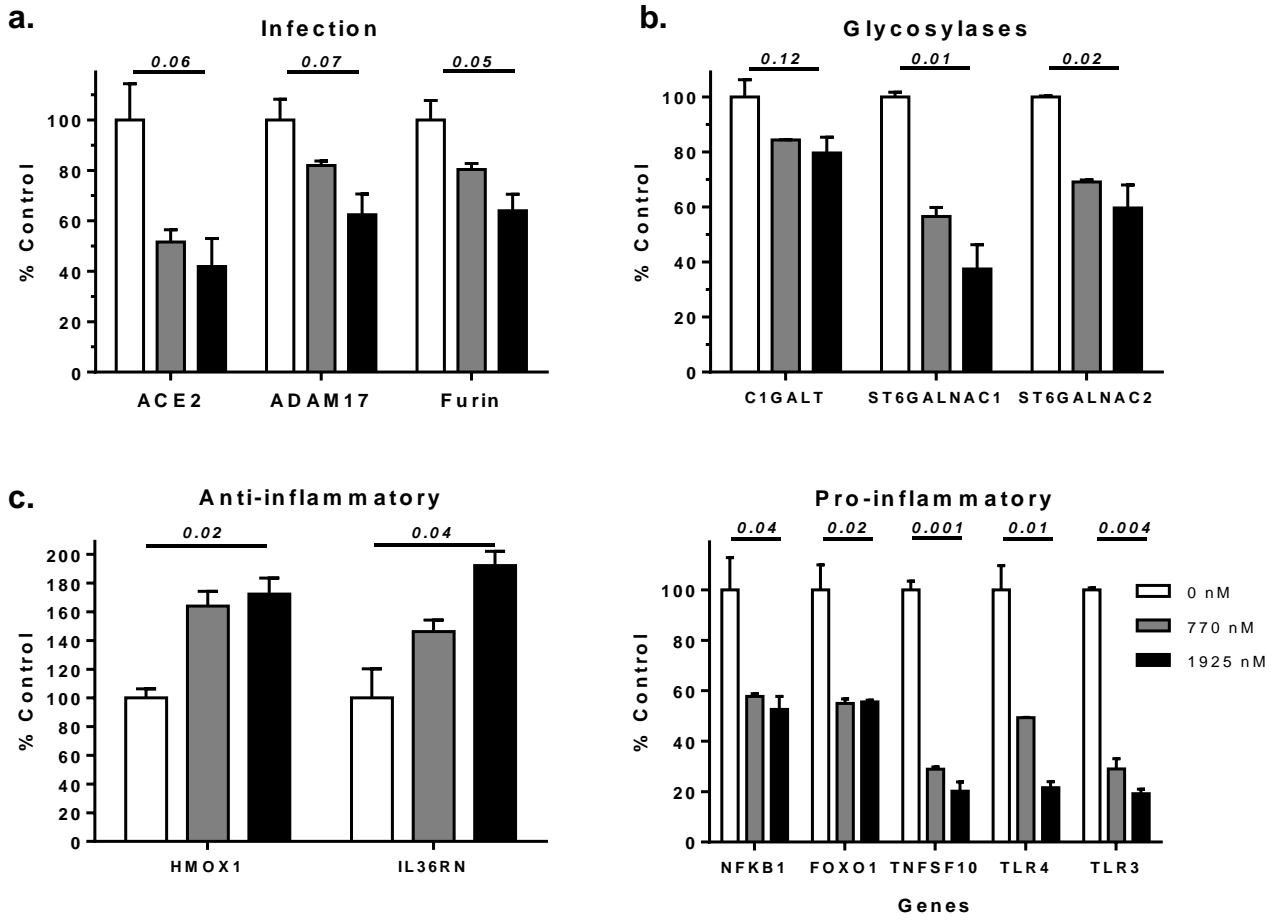 a.
Infection
0.06 0.07 0.05
100
80
60
40
20
0
% Control
ACE2 ADAM17 Furin
b.
Glycosylases
0.12 0.01 0.02
100
80
60
40
20
0
% Control
C1GALT ST6GALNAC1 ST6GALNAC2
c.
Anti-inflammatory
0.02 0.04
200
180
160
140
120
100
80
60
40
20
0
% Control
HMOX1 IL36RN
Pro-inflammatory
0.04 0.02 0.001 0.01 0.004
100
80
60
40
20
0
% Control
NFKB1 FOXO1 TNFSF10 TLR4 TLR3
Genes
0 nM
770 nM
1925 nM